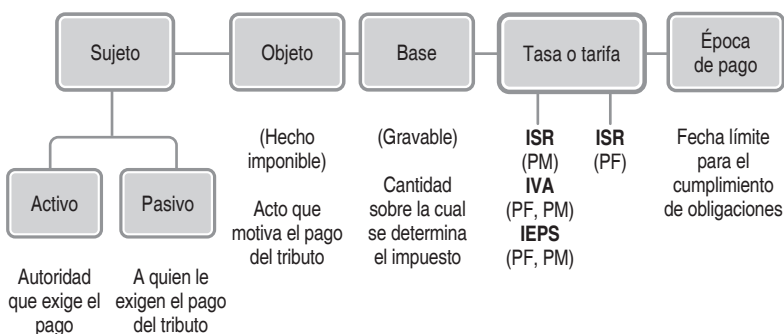 Sujeto
Objeto
Base
Tasa o tarifa
Época
de pago
Activo
Pasivo
Autoridad
que exige el
pago
A quien le
exigen el pago
del tributo
(Hecho
imponible)
Acto que
motiva el pago
del tributo
(Gravable)
Cantidad
sobre la cual
se determina
el impuesto
ISR
(PM)
IVA
(PF, PM)
IEPS
(PF, PM)
ISR
(PF)
Fecha límite
para el
cumplimiento
de obligaciones